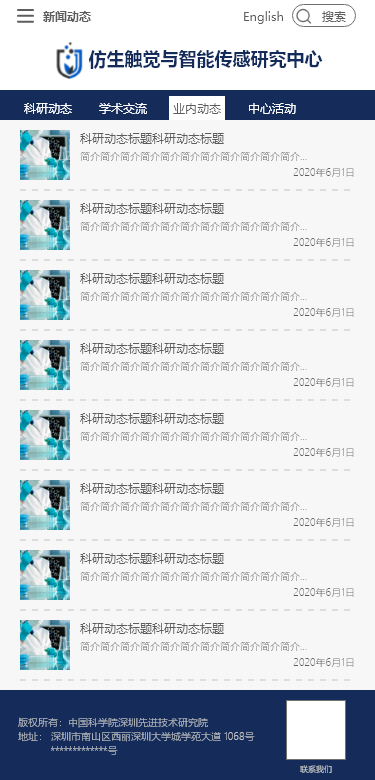 新闻动态 English 搜索
仿生触觉与智能传感研究中心
科研动态 学术交流 业内动态 中心活动
科研动态标题科研动态标题
简介简介简介简介简介简介简介简介简介简介简介...
2020年6月1日
科研动态标题科研动态标题
简介简介简介简介简介简介简介简介简介简介简介...
2020年6月1日
科研动态标题科研动态标题
简介简介简介简介简介简介简介简介简介简介简介...
2020年6月1日
科研动态标题科研动态标题
简介简介简介简介简介简介简介简介简介简介简介...
2020年6月1日
科研动态标题科研动态标题
简介简介简介简介简介简介简介简介简介简介简介...
2020年6月1日
科研动态标题科研动态标题
简介简介简介简介简介简介简介简介简介简介简介...
2020年6月1日
科研动态标题科研动态标题
简介简介简介简介简介简介简介简介简介简介简介...
2020年6月1日
科研动态标题科研动态标题
简介简介简介简介简介简介简介简介简介简介简介...
2020年6月1日
版权所有：中国科学院深圳先进技术研究院
地址： 深圳市南山区西丽深圳大学城学苑大道 1068号
*************号
联系我们